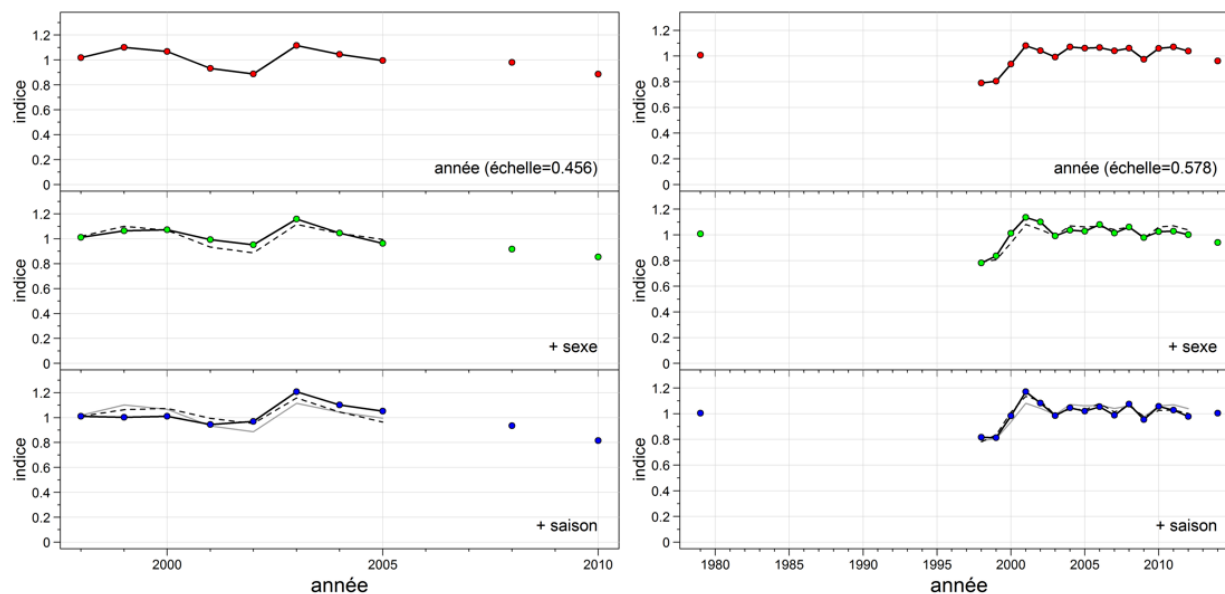 1.2
1
0.8
0.6
0.4
0.2
0
indice
année (échelle=0.456)
1.2
1
0.8
0.6
0.4
0.2
0
indice
+ sexe
1.2
1
0.8
0.6
0.4
0.2
0
indice
+ saison
2000 2005 2010
année
1.2
1
0.8
0.6
0.4
0.2
0
indice
année (échelle=0.578)
1.2
1
0.8
0.6
0.4
0.2
0
indice
+ sexe
1.2
1
0.8
0.6
0.4
0.2
0
indice
+ saison
1980 1985 1990 1995 2000 2005 2010
année